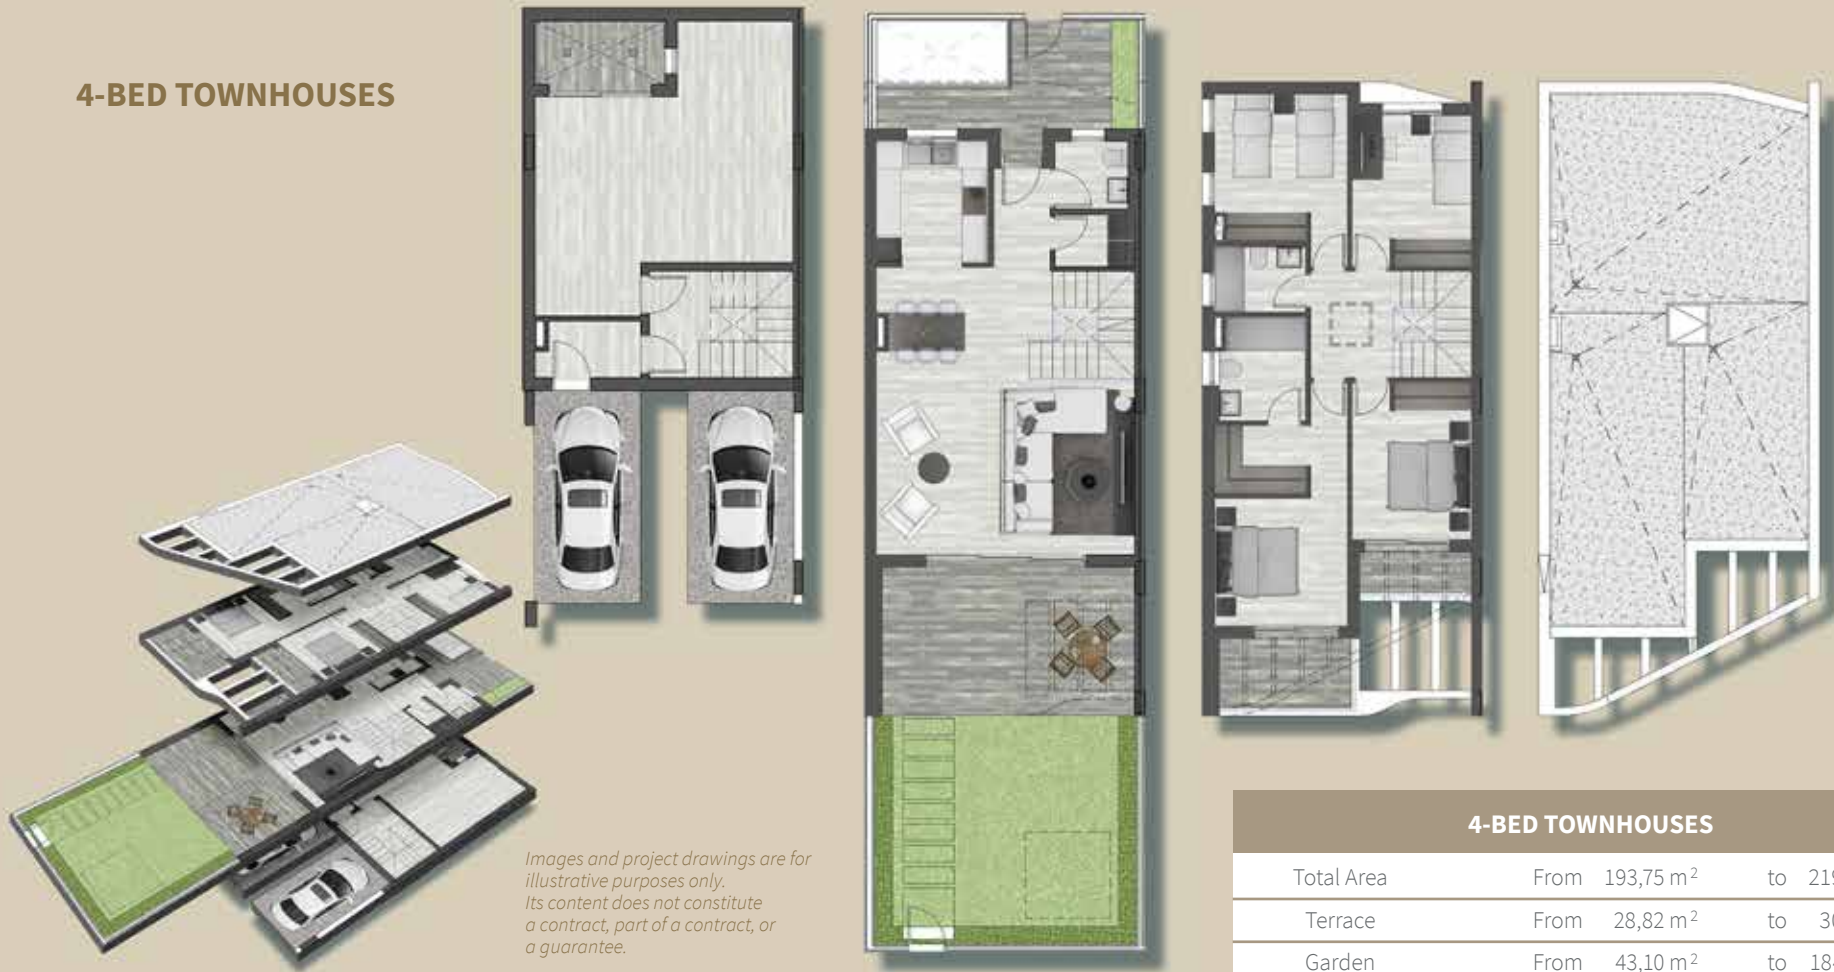 4-BED TOWNHOUSES
Images and project drawings are for
illustrative purposes only.
Its content does not constitute
a contract, part of a contract, or
a guarantee.
4-BED TOWNHOUSES
Total Area From 193,75 m² to
Terrace From 28,82 m² to
Garden From 43,10 m² to